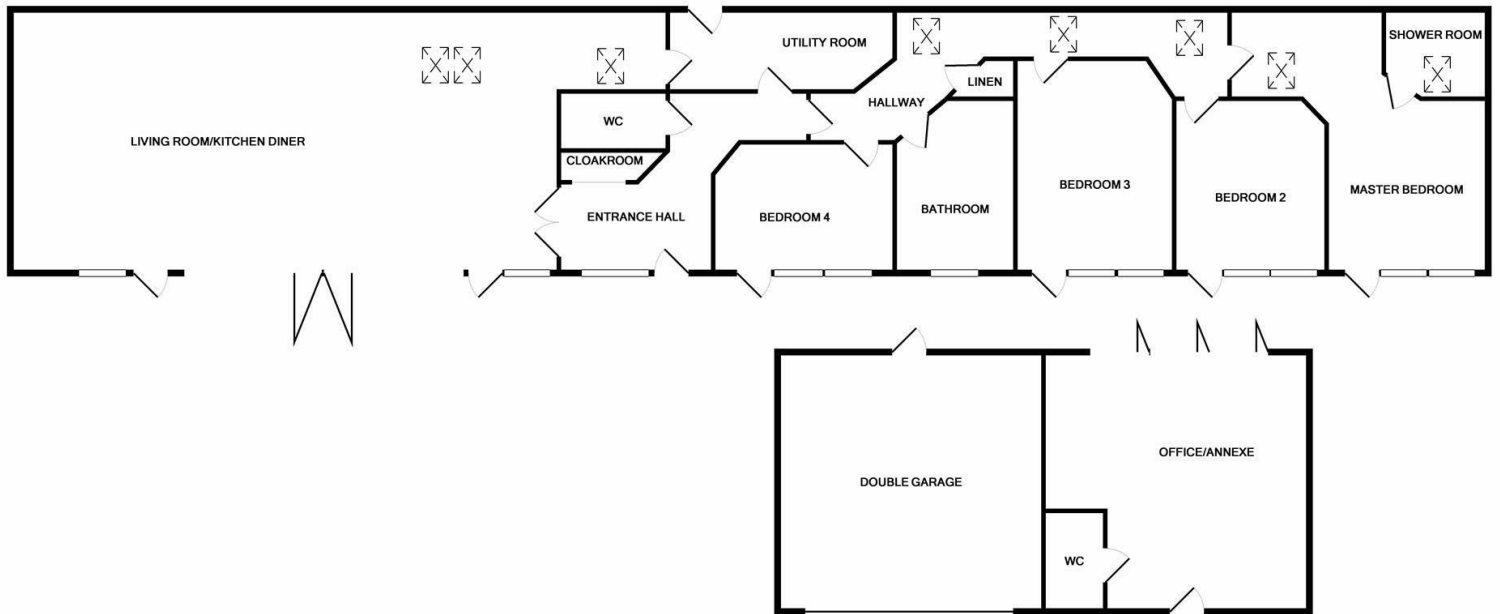 SHOWER ROOM
UTILITY ROOM
LINEN
HALLWAY
WC
LIVING ROOM/KITCHEN DINER
CLOAKROOM
BEDROOM 3
MASTER BEDROOM
BEDROOM 2
BATHROOM
ENTRANCE HALL
BEDROOM 4
OFFICE/ANNEXE
DOUBLE GARAGE
WC